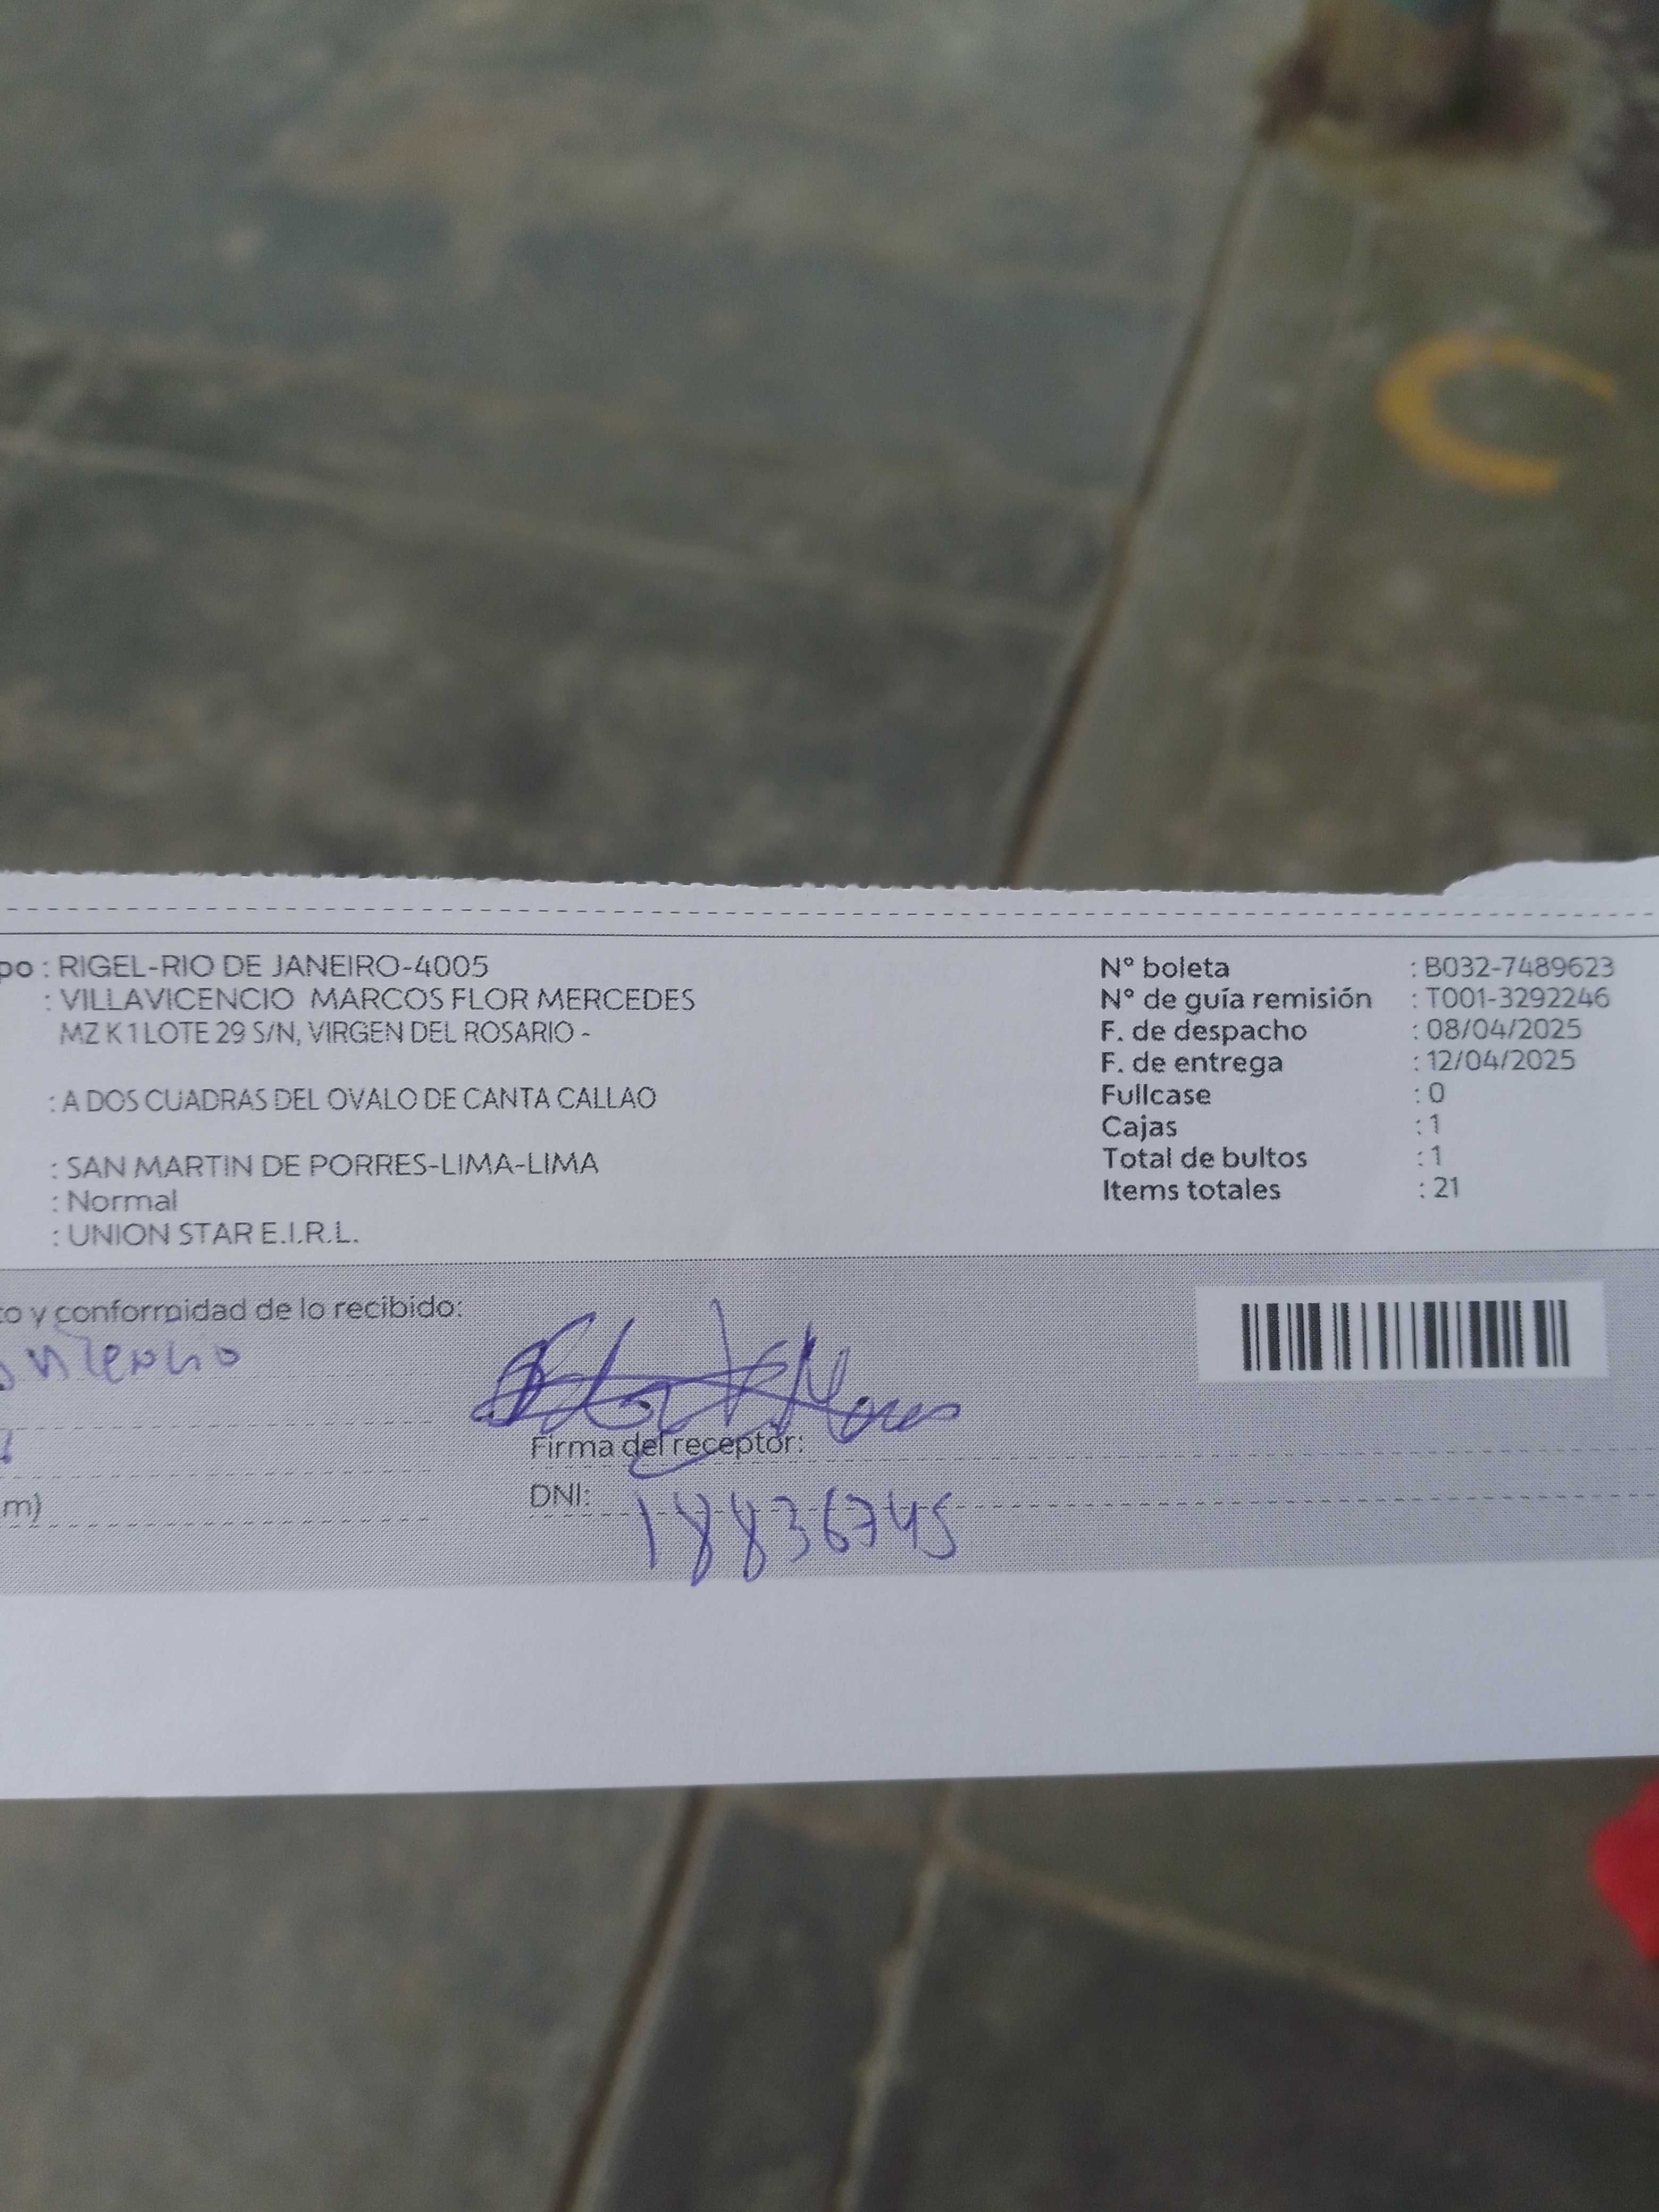 po : RIGEL-RIO DE JANEIRO-4005
: VILLAVICENCIO MARCOS FLOR MERCEDES
MZ K1 LOTE 29 S/N, VIRGEN DEL ROSARIO -
: A DOS CUADRAS DEL OVALO DE CANTA CALLAO
: SAN MARTIN DE PORRES-LIMA-LIMA
: Normal
: UNION STAR E.I.R.L.
Nº boleta : B032-7489623
Nº de guía remisión : T001-3292246
F. de despacho : 08/04/2025
F. de entrega : 12/04/2025
Fullcase : 0
Cajas : 1
Total de bultos : 1
Items totales : 21
to y conformidad de lo recibido:
Firma del receptor:
m)
DNI: 18836745
C